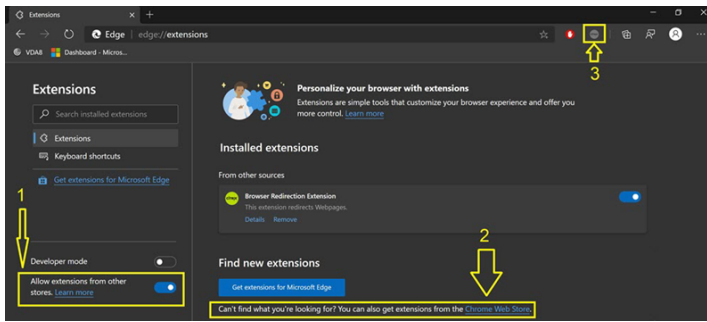 Extensions
Edge edge://extensions
VDA8 Dashboard - Micros...
3
Extensions
Search installed extensions
Extensions
Keyboard shortcuts
Get extensions for Microsoft Edge
1
Developer mode
Allow extensions from other
stores. Learn more
Personalize your browser with extensions
Extensions are simple tools that customize your browser experience and offer you
more control. Learn more
Installed extensions
From other sources
citrix
Browser Redirection Extension
This extension redirects Webpages.
Details Remove
2
Find new extensions
Get extensions for Microsoft Edge
Can't find what you're looking for? You can also get extensions from the Chrome Web Store.